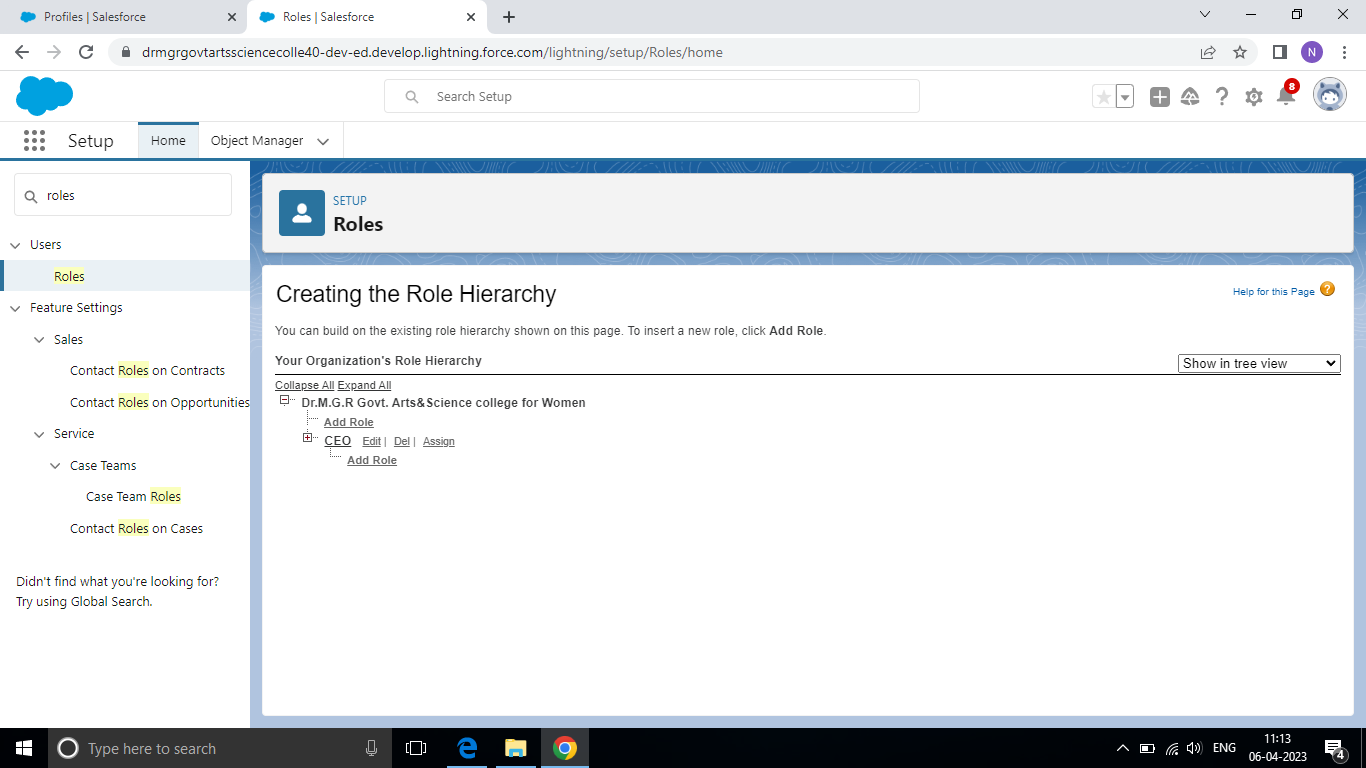 Profiles | Salesforce
Roles | Salesforce
drmgrgovtartssciencecolle40-dev-ed.develop.lightning.force.com/lightning/setup/Roles/home
N
Search Setup
8
Setup
Home
Object Manager
roles
Users
Roles
Feature Settings
Sales
Contact Roles on Contracts
Contact Roles on Opportunities
Service
Case Teams
Case Team Roles
Contact Roles on Cases
Didn't find what you're looking for?
Try using Global Search.
SETUP
Roles
Creating the Role Hierarchy
Help for this Page ?
You can build on the existing role hierarchy shown on this page. To insert a new role, click Add Role.
Your Organization's Role Hierarchy
Show in tree view
Collapse All Expand All
Dr.M.G.R Govt. Arts&Science college for Women
Add Role
CEO Edit | Del | Assign
Add Role
Type here to search
ENG
11:13
06-04-2023
4